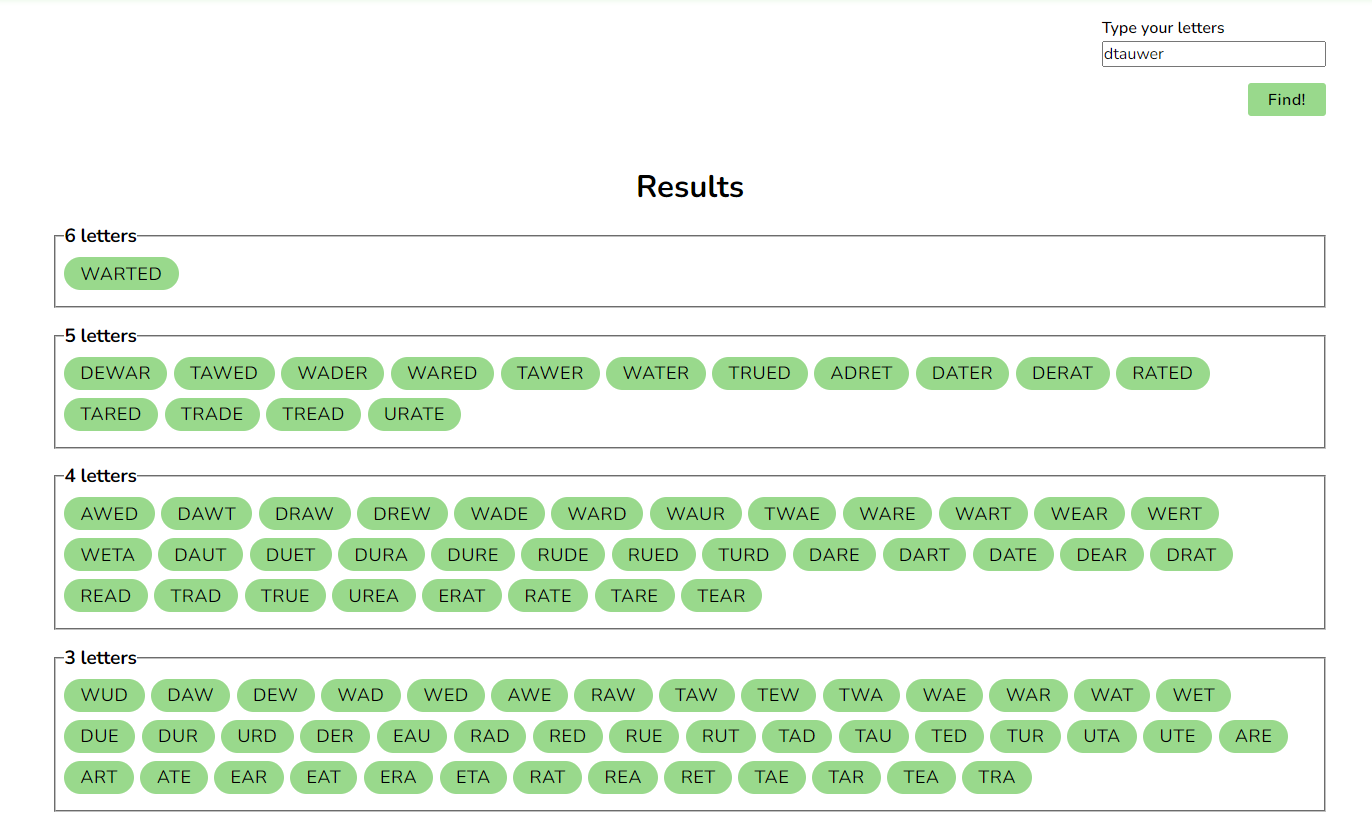 Type your letters
dtauwer
Find!
Results
6 letters
WARTED
5 letters
DEWAR TAWED WADER WARED TAWER WATER TRUED ADRET DATER DERAT RATED
TARED TRADE TREAD URATE
4 letters
AWED DAWT DRAW DREW WADE WARD WAUR TWAE WARE WART WEAR WERT
WETA DAUT DUET DURA DURE RUDE RUED TURD DARE DART DATE DEAR DRAT
READ TRAD TRUE UREA ERAT RATE TARE TEAR
3 letters
WUD DAW DEW WAD WED AWE RAW TAW TEW TWA WAE WAR WAT WET
DUE DUR URD DER EAU RAD RED RUE RUT TAD TAU TED TUR UTA UTE ARE
ART ATE EAR EAT ERA ETA RAT REA RET TAE TAR TEA TRA